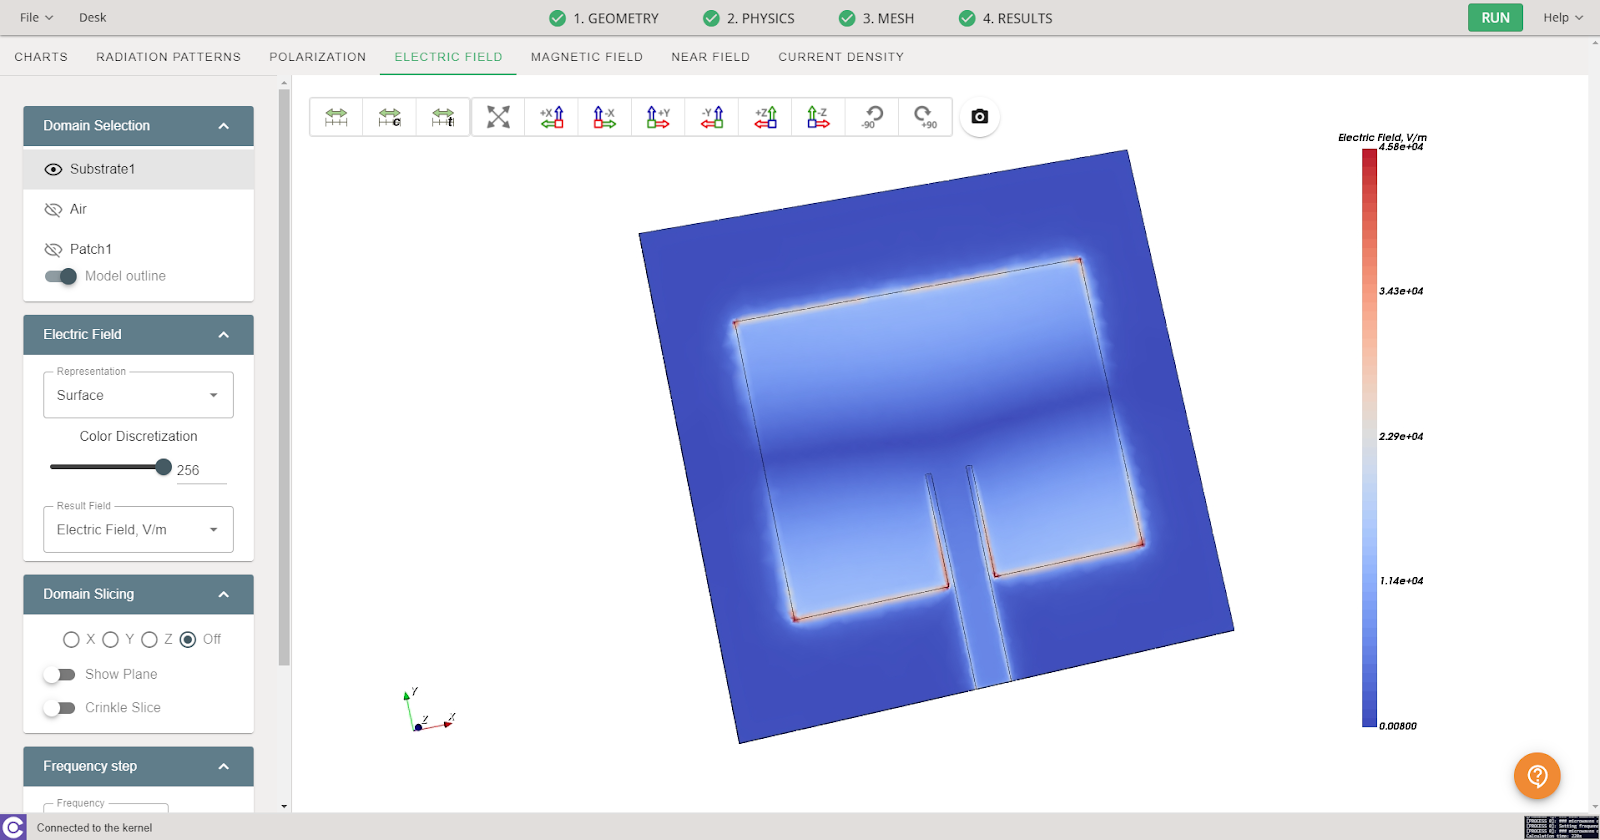 File Desk 1. GEOMETRY 2. PHYSICS 3. MESH 4. RESULTS RUN Help
CHARTS RADIATION PATTERNS POLARIZATION ELECTRIC FIELD MAGNETIC FIELD NEAR FIELD CURRENT DENSITY
c t +X -X +Y -Y +Z -Z -90 +90
Domain Selection
Substrate1
Air
Patch1
Model outline
Electric Field
Representation
Surface
Color Discretization
256
Result Field
Electric Field, V/m
Domain Slicing
X Y Z Off
Show Plane
Crinkle Slice
Frequency step
Frequency
Y
Z X
Electric Field, V/m
4.58e+04
3.43e+04
2.29e+04
1.14e+04
0.00800
Connected to the kernel